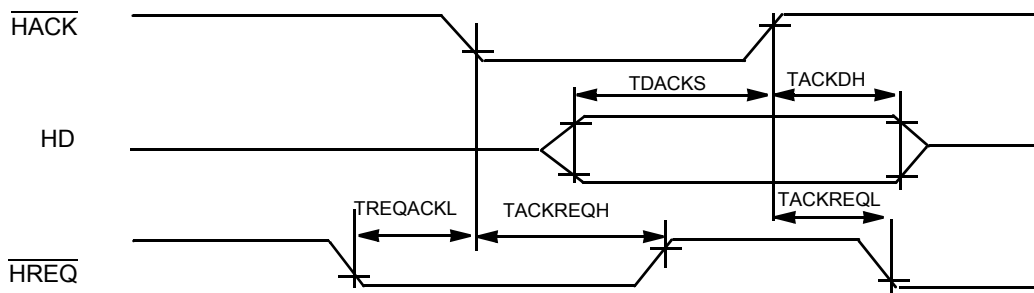 HACK
TDACKS
TACKDH
HD
TREQACKL
TACKREQH
TACKREQL
HREQ